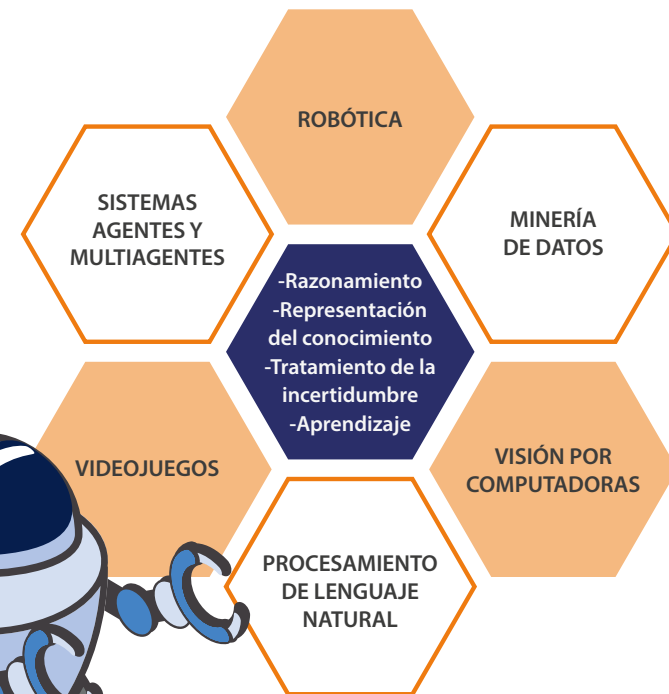 ROBÓTICA
SISTEMAS
AGENTES Y
MULTIAGENTES
MINERÍA
DE DATOS
-Razonamiento
-Representación
del conocimiento
-Tratamiento de la
incertidumbre
-Aprendizaje
VIDEOJUEGOS
VISIÓN POR
COMPUTADORAS
PROCESAMIENTO
DE LENGUAJE
NATURAL